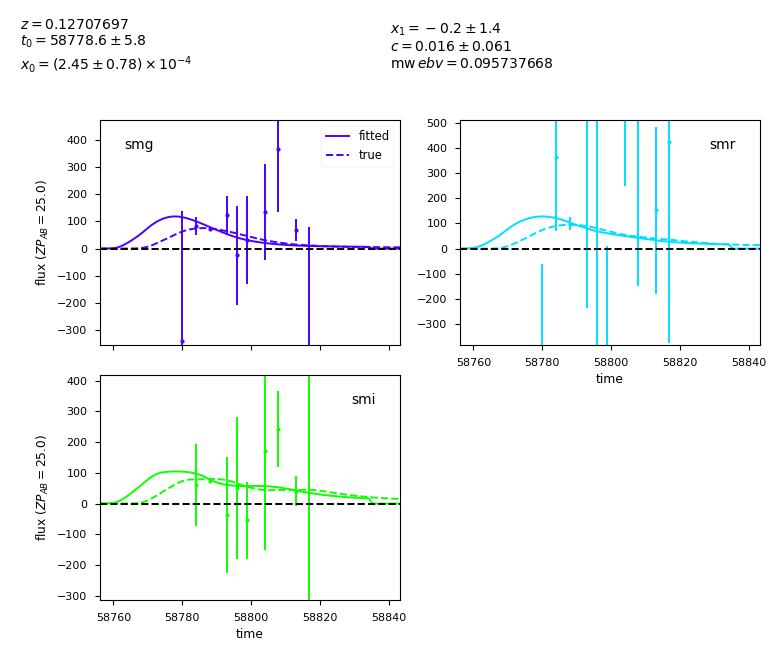 z = 0.12707697
t₀ = 58778.6 ± 5.8
x₀ = (2.45 ± 0.78) × 10⁻⁴
x₁ = −0.2 ± 1.4
c = 0.016 ± 0.061
mw ebv = 0.095737668
smg
fitted
true
400
300
200
100
0
−100
−200
−300
flux (ZP_AB = 25.0)
smr
500
400
300
200
100
0
−100
−200
−300
58760 58780 58800 58820 58840
time
smi
400
300
200
100
0
−100
−200
−300
flux (ZP_AB = 25.0)
58760 58780 58800 58820 58840
time